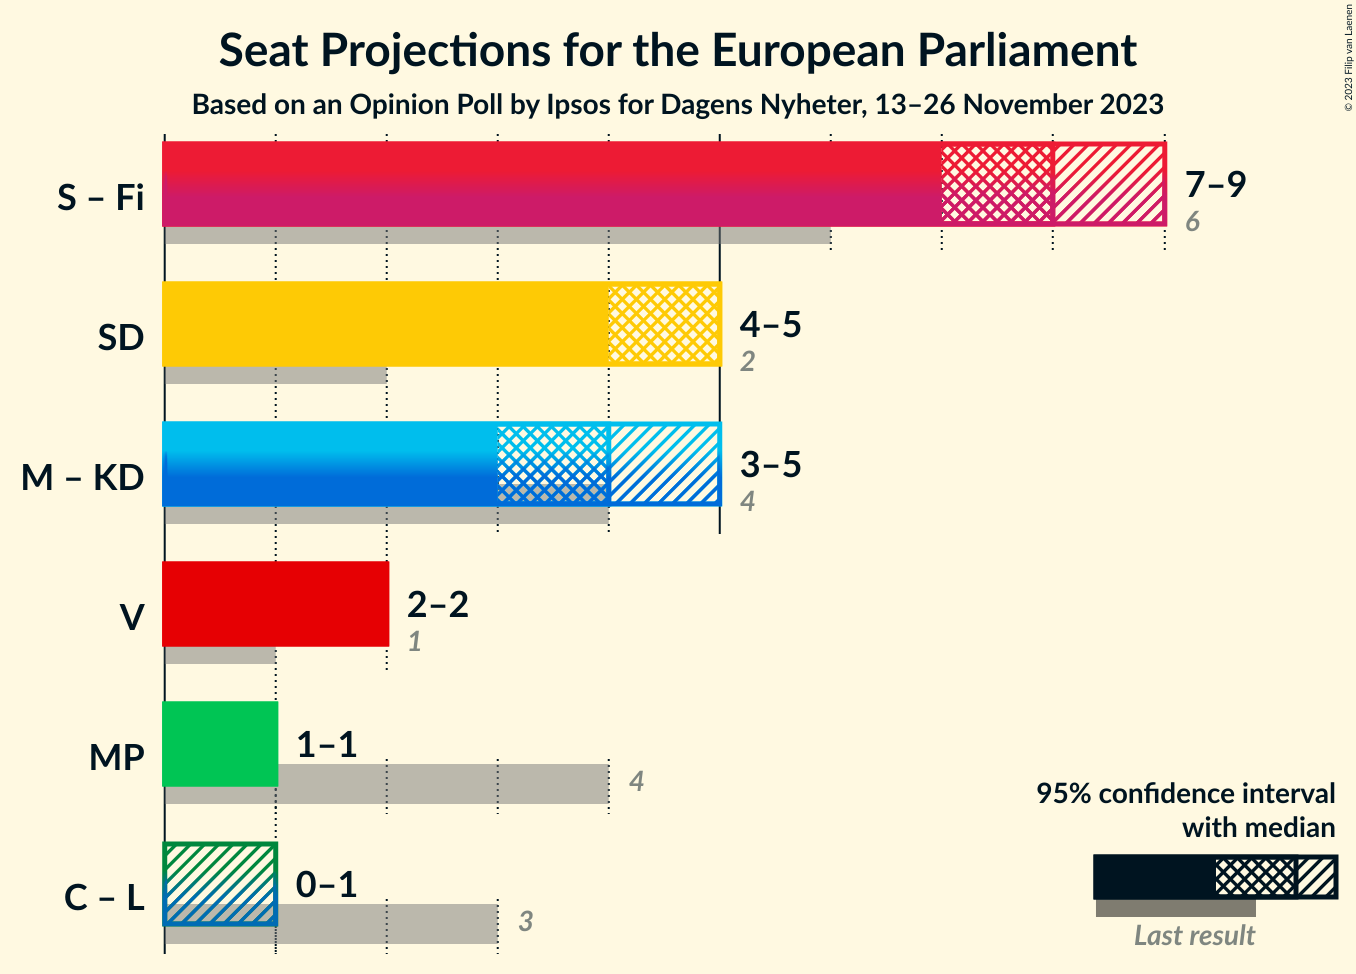 Seat Projections for the European Parliament
Based on an Opinion Poll by Ipsos for Dagens Nyheter, 13–26 November 2023
© 2023 Filip van Laenen
S – Fi
7–9
6
SD
4–5
2
M – KD
3–5
4
V
2–2
1
MP
1–1
4
C – L
0–1
3
95% confidence interval
with median
Last result